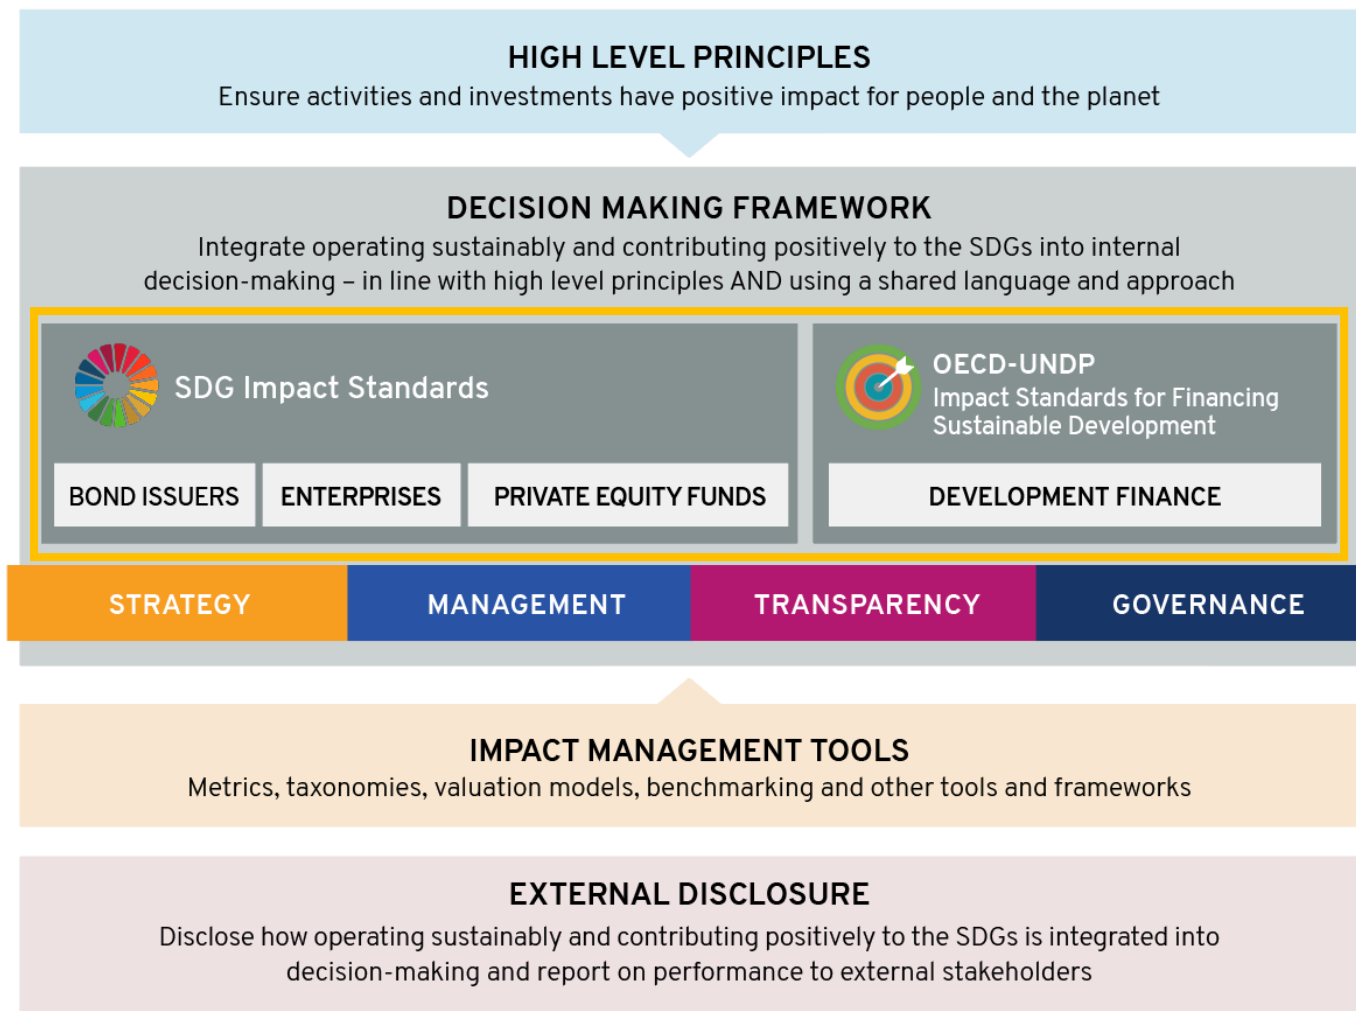 HIGH LEVEL PRINCIPLES
Ensure activities and investments have positive impact for people and the planet
DECISION MAKING FRAMEWORK
Integrate operating sustainably and contributing positively to the SDGs into internal
decision-making – in line with high level principles AND using a shared language and approach
SDG Impact Standards
BOND ISSUERS
ENTERPRISES
PRIVATE EQUITY FUNDS
OECD-UNDP
Impact Standards for Financing
Sustainable Development
DEVELOPMENT FINANCE
STRATEGY
MANAGEMENT
TRANSPARENCY
GOVERNANCE
IMPACT MANAGEMENT TOOLS
Metrics, taxonomies, valuation models, benchmarking and other tools and frameworks
EXTERNAL DISCLOSURE
Disclose how operating sustainably and contributing positively to the SDGs is integrated into
decision-making and report on performance to external stakeholders